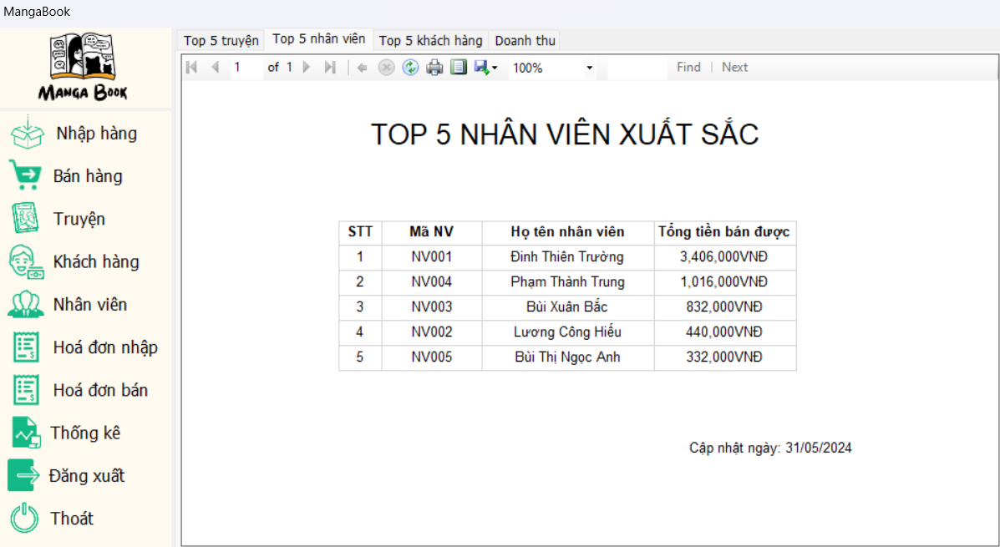 MangaBook
MANGA BOOK
Nhập hàng
Bán hàng
Truyện
Khách hàng
Nhân viên
Hoá đơn nhập
Hoá đơn bán
Thống kê
Đăng xuất
Thoát
Top 5 truyện Top 5 nhân viên Top 5 khách hàng Doanh thu
1 of 1 100% Find | Next
TOP 5 NHÂN VIÊN XUẤT SẮC
STT Mã NV Họ tên nhân viên Tổng tiền bán được
1 NV001 Đinh Thiên Trường 3,406,000VNĐ
2 NV004 Phạm Thành Trung 1,016,000VNĐ
3 NV003 Bùi Xuân Bắc 832,000VNĐ
4 NV002 Lương Công Hiếu 440,000VNĐ
5 NV005 Bùi Thị Ngọc Anh 332,000VNĐ
Cập nhật ngày: 31/05/2024